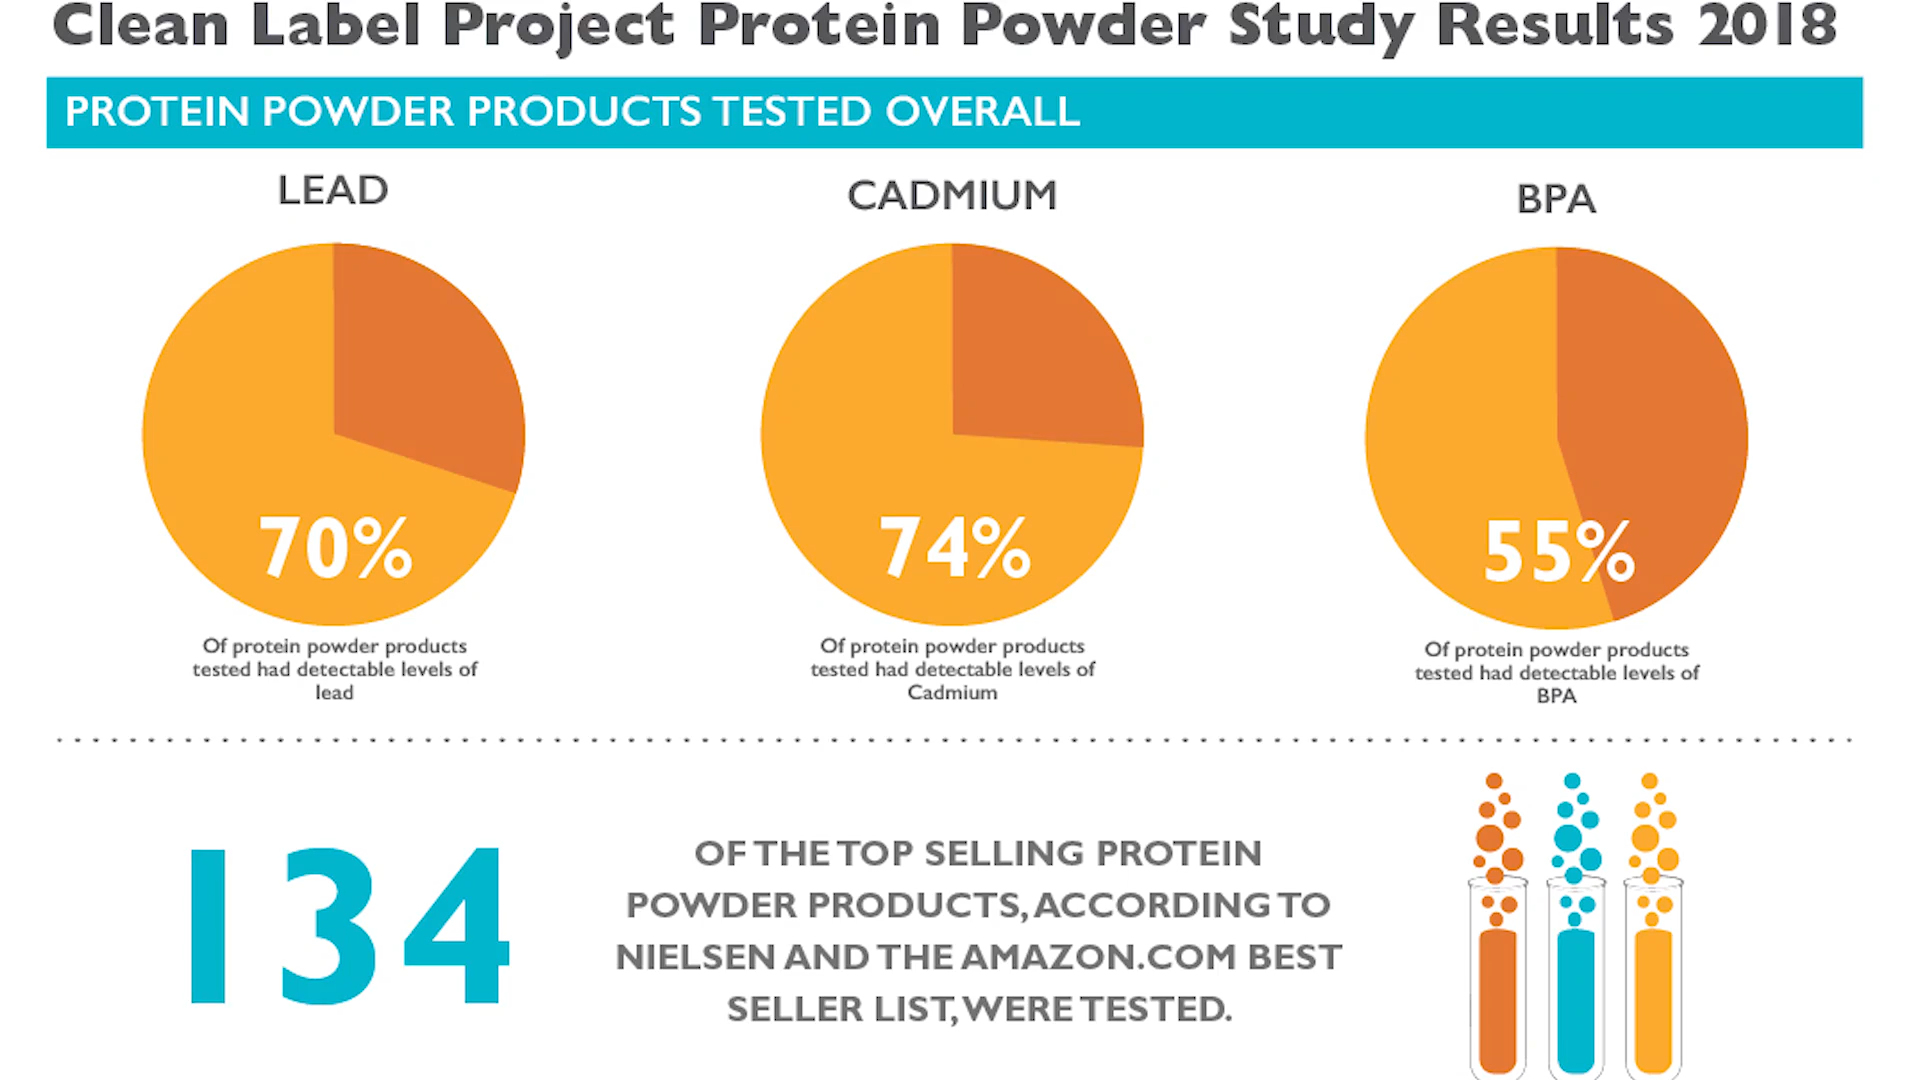 Clean Label Project Protein Powder Study Results 2018
PROTEIN POWDER PRODUCTS TESTED OVERALL
LEAD
CADMIUM
BPA
70%
74%
55%
Of protein powder products
tested had detectable levels of
lead
Of protein powder products
tested had detectable levels of
Cadmium
Of protein powder products
tested had detectable levels of
BPA
134
OF THE TOP SELLING PROTEIN
POWDER PRODUCTS, ACCORDING TO
NIELSEN AND THE AMAZON.COM BEST
SELLER LIST, WERE TESTED.